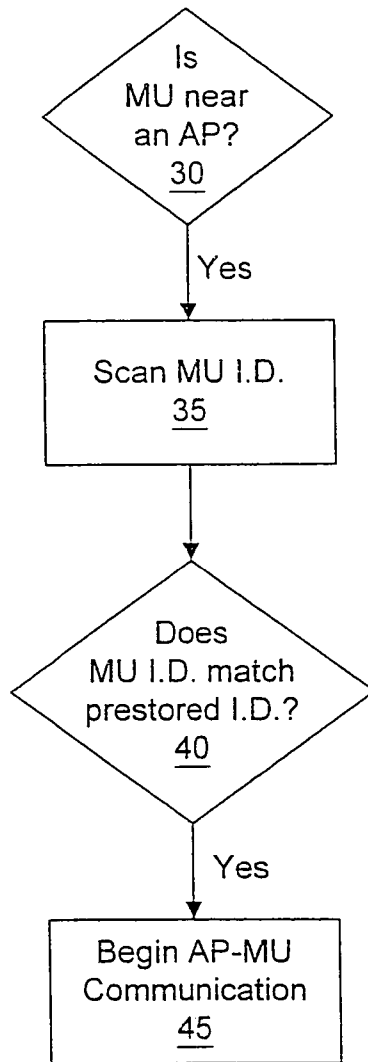 Is
MU near
an AP?
30
Yes
Scan MU I.D.
35
Does
MU I.D. match
prestored I.D.?
40
Yes
Begin AP-MU
Communication
45